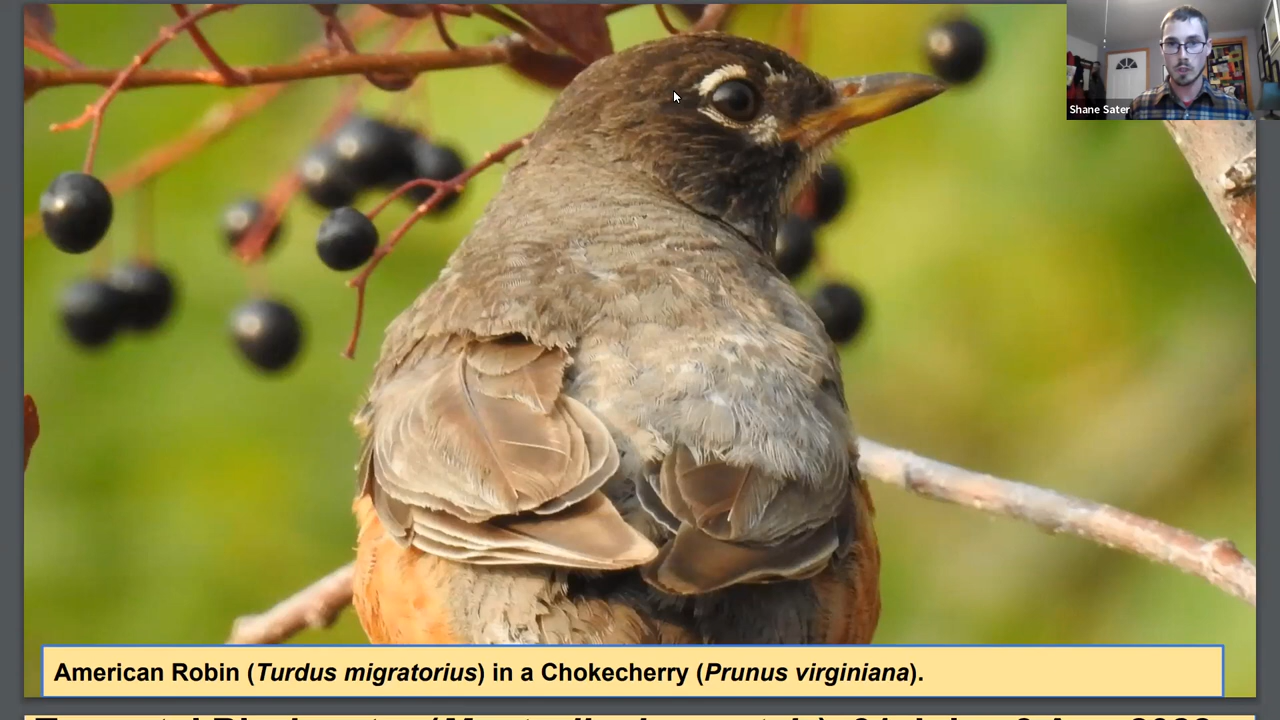 Shane Sater
American Robin (Turdus migratorius) in a Chokecherry (Prunus virginiana).